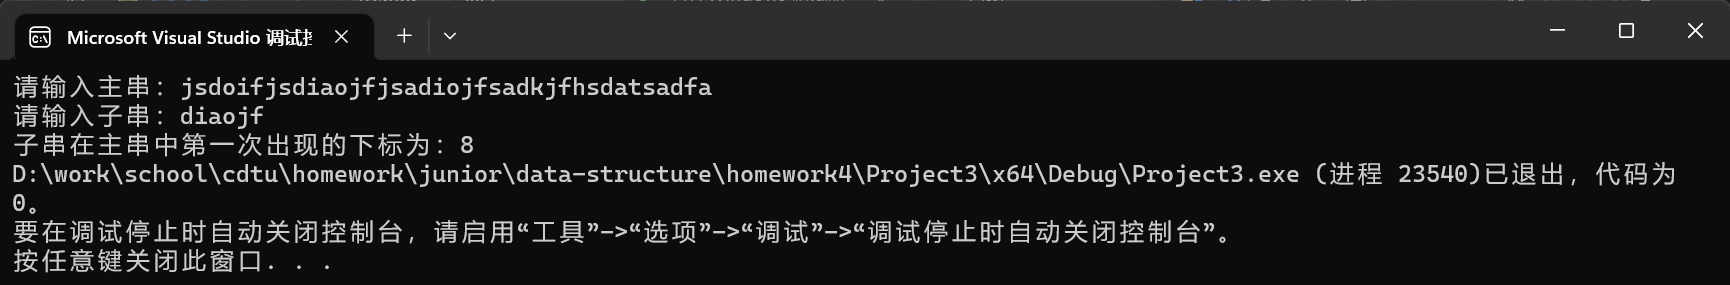 Microsoft Visual Studio 调试控
请输入主串：jsdoifjsdiaojfjsadiojfsadkjfhsdatsadfa
请输入子串：diaojf
子串在主串中第一次出现的下标为：8
D:\work\school\cdtu\homework\junior\data-structure\homework4\Project3\x64\Debug\Project3.exe (进程 23540)已退出，代码为
0。
要在调试停止时自动关闭控制台，请启用“工具”->“选项”->“调试”->“调试停止时自动关闭控制台”。
按任意键关闭此窗口. . .